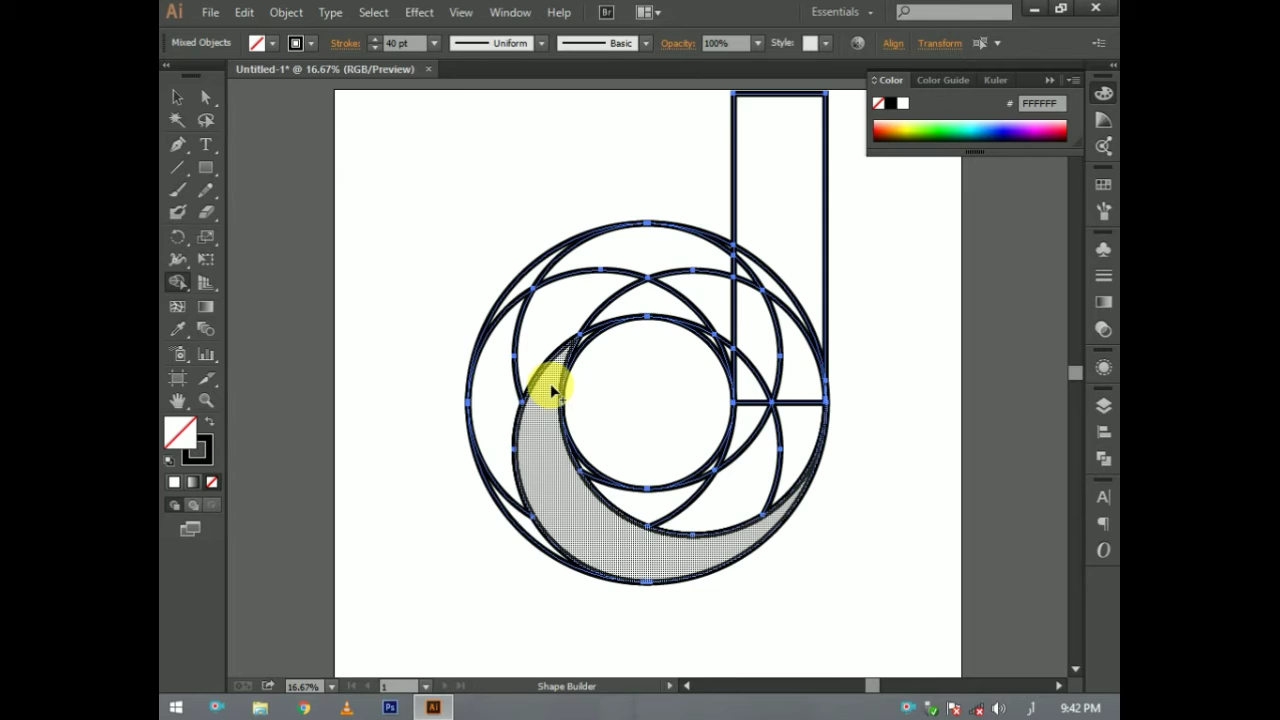 Ai File Edit Object Type Select Effect View Window Help Br Essentials
Mixed Objects Stroke: 40 pt Uniform Basic Opacity: 100% Style: Align Transform
Untitled-1* @ 16.67% (RGB/Preview) ×
Color Color Guide Kuler
# FFFFFF
T
A
O
16.67% 1 Shape Builder
Ps Ai 9:42 PM